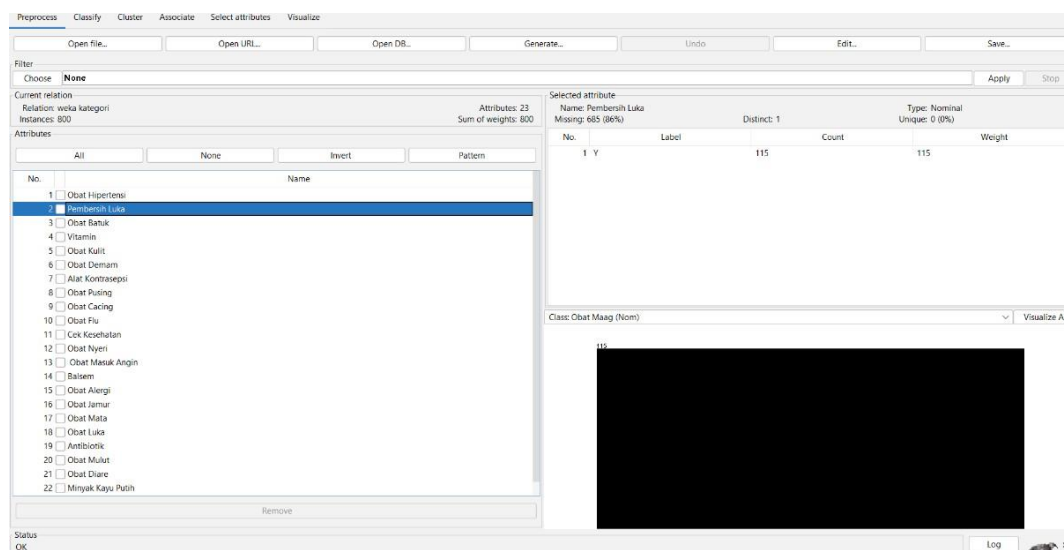 Preprocess Classify Cluster Associate Select attributes Visualize
Open file... Open URL... Open DB... Generate... Undo Edit... Save...
Filter
Choose None Apply Stop
Current relation
Relation: weka kategori Attributes: 23
Instances: 800 Sum of weights: 800
Selected attribute
Name: Pembersih Luka Type: Nominal
Missing: 685 (86%) Distinct: 1 Unique: 0 (0%)
Attributes
All None Invert Pattern
No. Name
1 Obat Hipertensi
2 Pembersih Luka
3 Obat Batuk
4 Vitamin
5 Obat Kulit
6 Obat Demam
7 Alat Kontrasepsi
8 Obat Pusing
9 Obat Cacing
10 Obat Flu
11 Cek Kesehatan
12 Obat Nyeri
13 Obat Masuk Angin
14 Balsem
15 Obat Alergi
16 Obat Jamur
17 Obat Mata
18 Obat Luka
19 Antibiotik
20 Obat Mulut
21 Obat Diare
22 Minyak Kayu Putih
Remove
No. Label Count Weight
1 Y 115 115
Class: Obat Maag (Nom) Visualize A
115
Status
OK Log